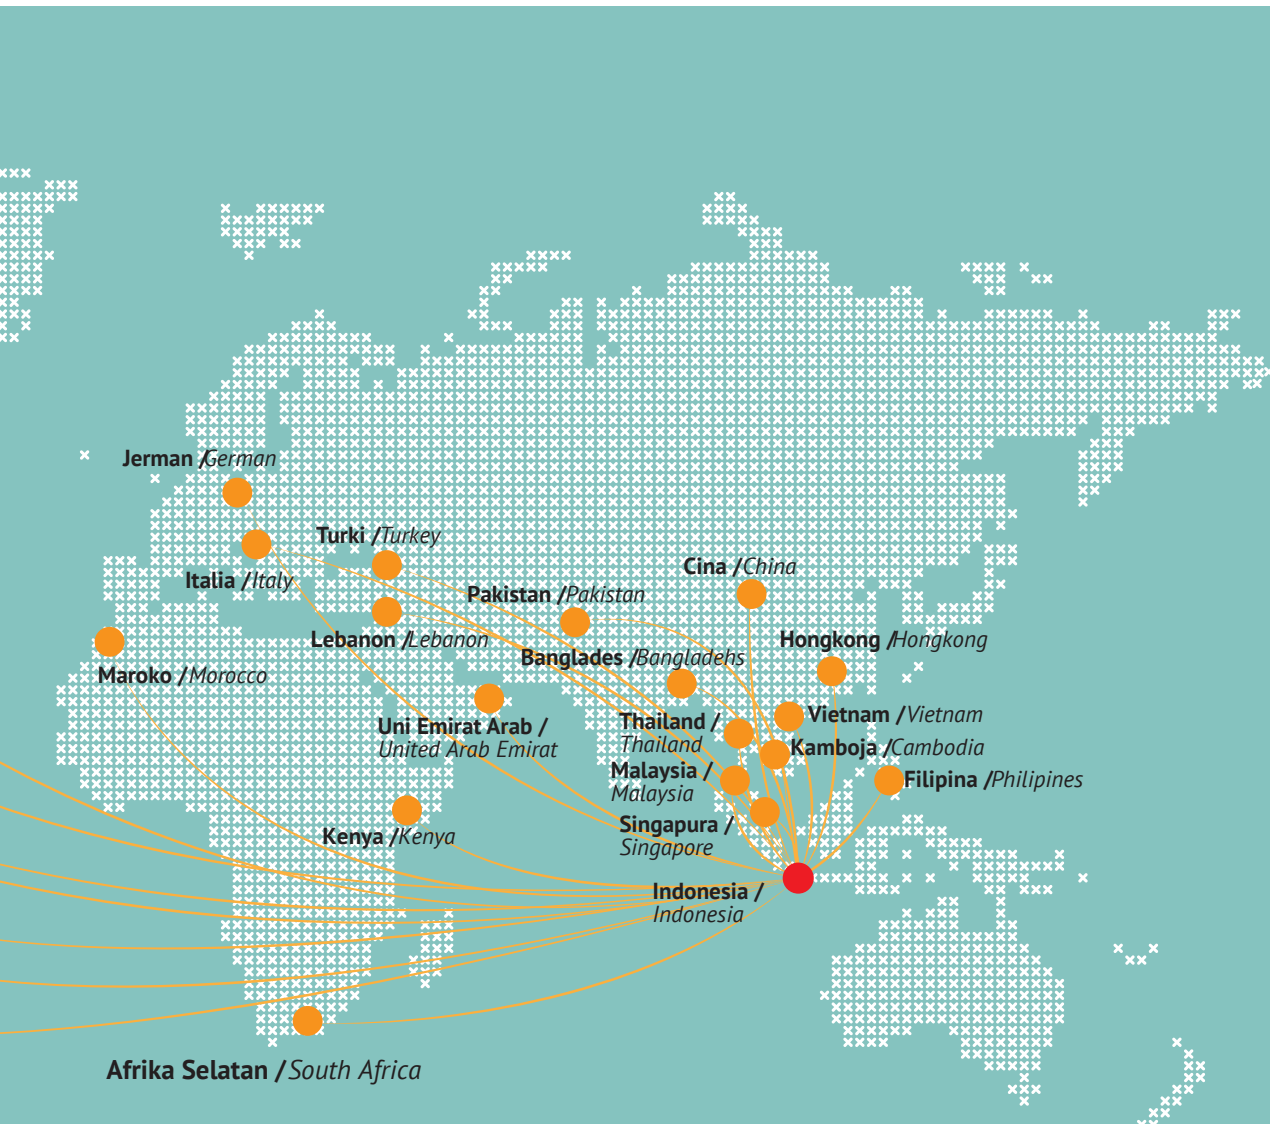 Jerman /German
Turki /Turkey
Cina /China
Italia /Italy
Pakistan /Pakistan
Lebanon /Lebanon
Hongkong /Hongkong
Banglades /Bangladehs
Maroko /Morocco
Uni Emirat Arab /
United Arab Emirat
Thailand /
Thailand
Vietnam /Vietnam
Kamboja /Cambodia
Malaysia /
Malaysia
Filipina /Philipines
Singapura /
Singapore
Kenya /Kenya
Indonesia /
Indonesia
Afrika Selatan /South Africa